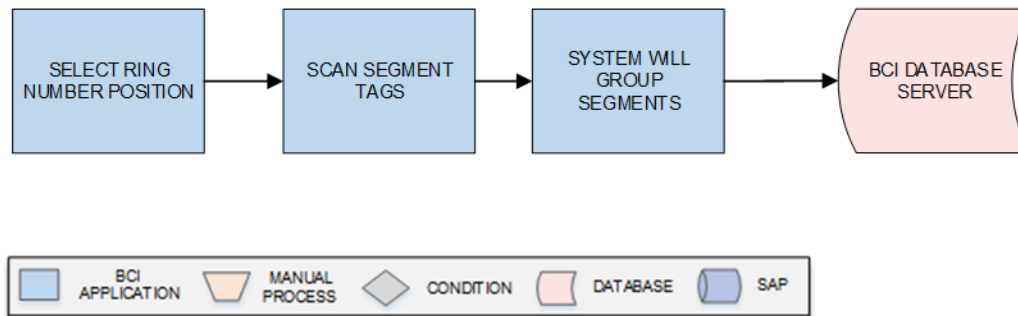 SELECT RING
NUMBER POSITION
SCAN SEGMENT
TAGS
SYSTEM WILL
GROUP
SEGMENTS
BCI DATABASE
SERVER
BCI
APPLICATION
MANUAL
PROCESS
CONDITION
DATABASE
SAP